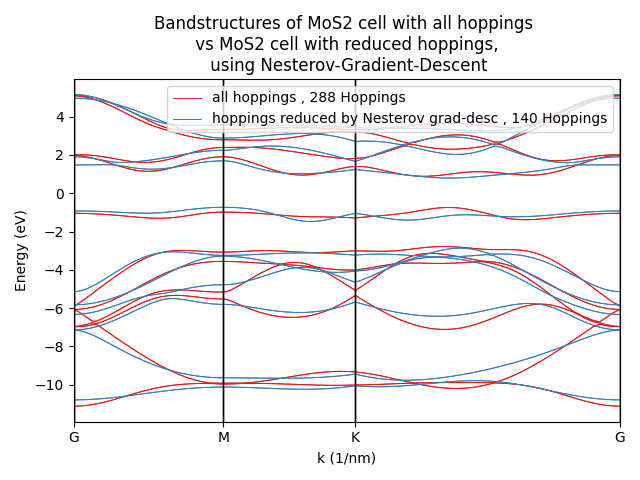 Bandstructures of MoS2 cell with all hoppings
vs MoS2 cell with reduced hoppings,
using Nesterov-Gradient-Descent
all hoppings , 288 Hoppings
hoppings reduced by Nesterov grad-desc , 140 Hoppings
Energy (eV)
4
2
0
−2
−4
−6
−8
−10
G
M
K
G
k (1/nm)